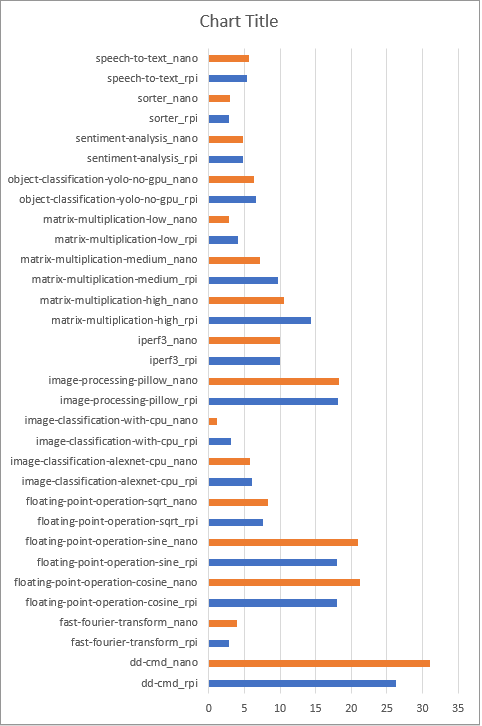 Chart Title
speech-to-text_nano
speech-to-text_rpi
sorter_nano
sorter_rpi
sentiment-analysis_nano
sentiment-analysis_rpi
object-classification-yolo-no-gpu_nano
object-classification-yolo-no-gpu_rpi
matrix-multiplication-low_nano
matrix-multiplication-low_rpi
matrix-multiplication-medium_nano
matrix-multiplication-medium_rpi
matrix-multiplication-high_nano
matrix-multiplication-high_rpi
iperf3_nano
iperf3_rpi
image-processing-pillow_nano
image-processing-pillow_rpi
image-classification-with-cpu_nano
image-classification-with-cpu_rpi
image-classification-alexnet-cpu_nano
image-classification-alexnet-cpu_rpi
floating-point-operation-sqrt_nano
floating-point-operation-sqrt_rpi
floating-point-operation-sine_nano
floating-point-operation-sine_rpi
floating-point-operation-cosine_nano
floating-point-operation-cosine_rpi
fast-fourier-transform_nano
fast-fourier-transform_rpi
dd-cmd_nano
dd-cmd_rpi
0 5 10 15 20 25 30 35